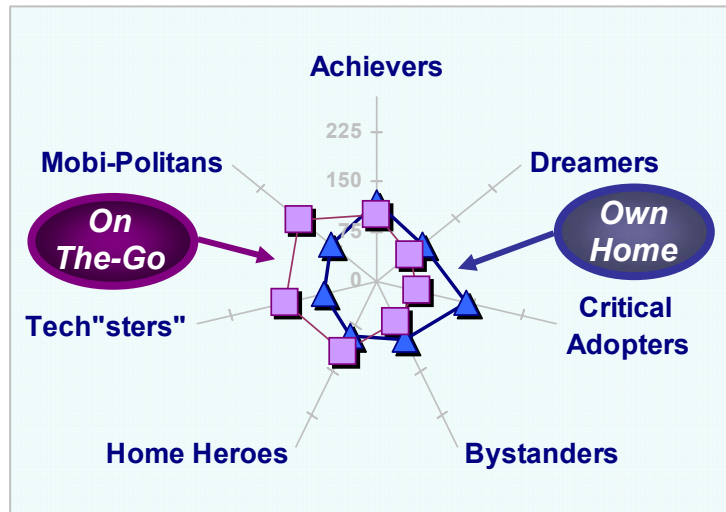 Achievers
225
Mobi-Politans
150
Dreamers
On
The-Go
75
Own
Home
0
Tech"sters"
Critical
Adopters
Home Heroes
Bystanders